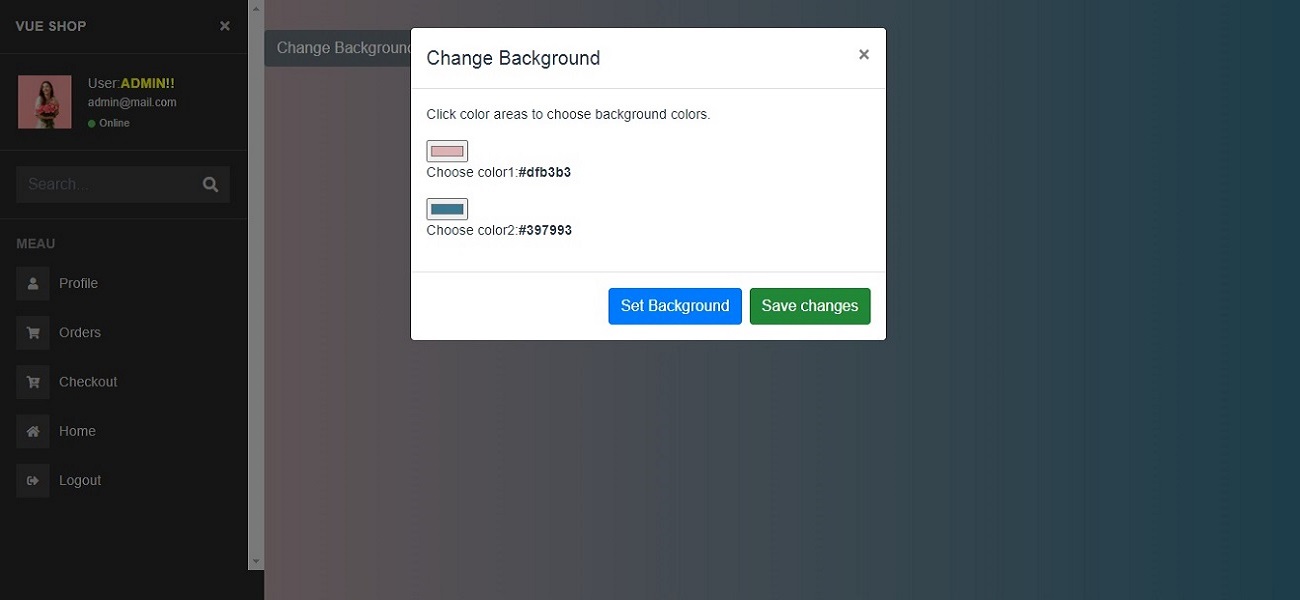 VUE SHOP
×
User:ADMIN!!
admin@mail.com
Online
Search...
MEAU
Profile
Orders
Checkout
Home
Logout
Change Background
Change Background
×
Click color areas to choose background colors.
Choose color1:#dfb3b3
Choose color2:#397993
Set Background
Save changes